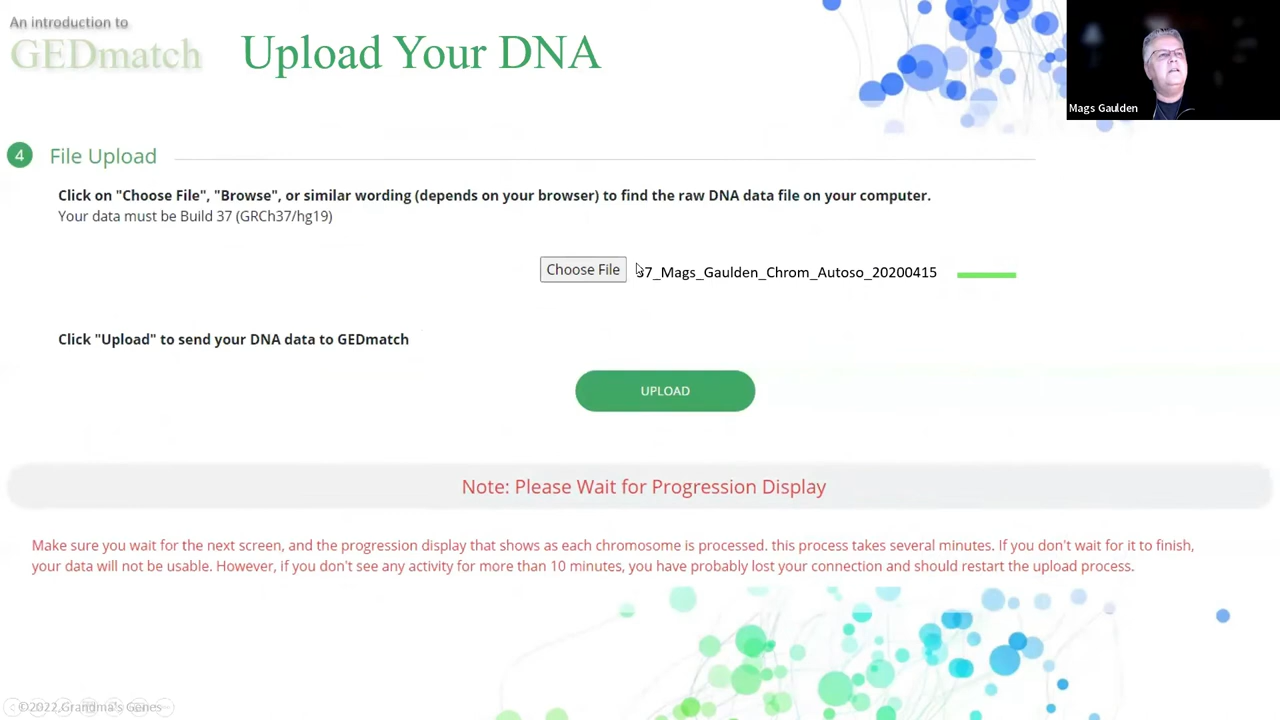 An introduction to
GEDmatch
Upload Your DNA
Mags Gaulden
4
File Upload
Click on "Choose File", "Browse", or similar wording (depends on your browser) to find the raw DNA data file on your computer.
Your data must be Build 37 (GRCh37/hg19)
Choose File
37_Mags_Gaulden_Chrom_Autoso_20200415
Click "Upload" to send your DNA data to GEDmatch
UPLOAD
Note: Please Wait for Progression Display
Make sure you wait for the next screen, and the progression display that shows as each chromosome is processed. this process takes several minutes. If you don't wait for it to finish,
your data will not be usable. However, if you don't see any activity for more than 10 minutes, you have probably lost your connection and should restart the upload process.
©2022 Grandma's Genes